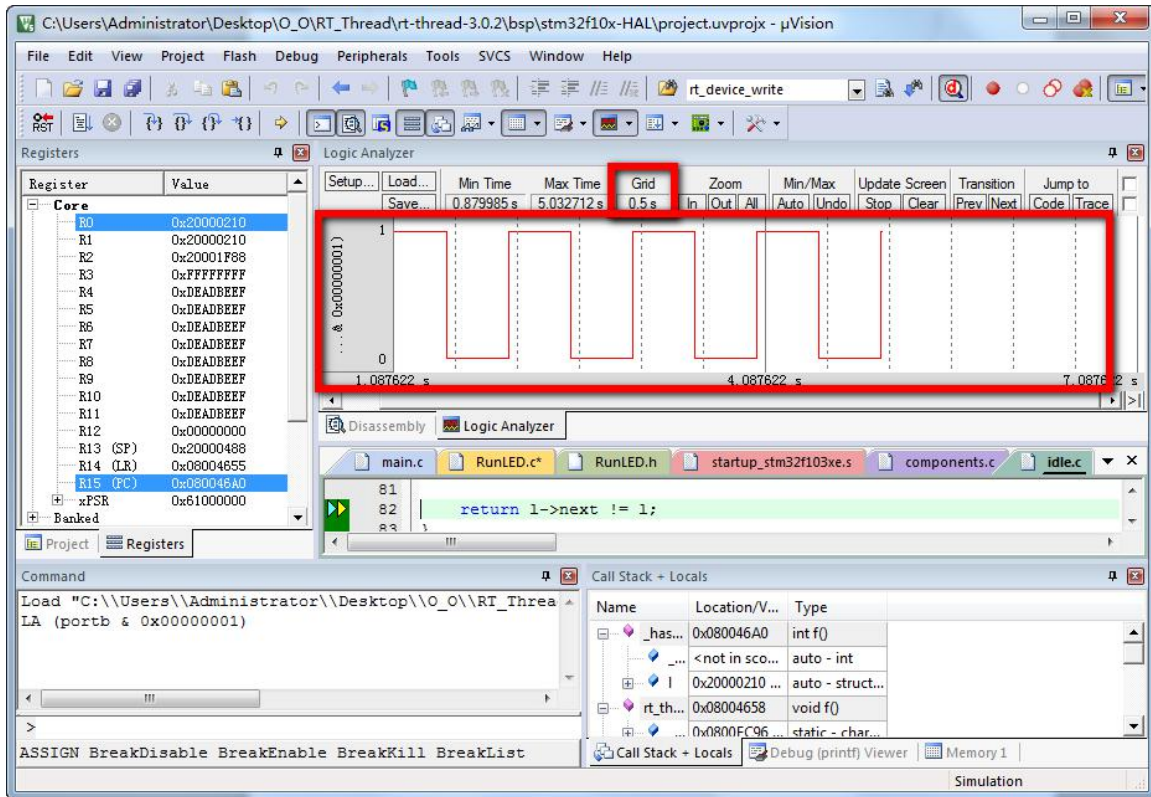 C:\Users\Administrator\Desktop\O_O\RT_Thread\rt-thread-3.0.2\bsp\stm32f10x-HAL\project.uvprojx - µVision
File Edit View Project Flash Debug Peripherals Tools SVCS Window Help
rt_device_write
RST
Registers
Register Value
Core
R0 0x20000210
R1 0x20000210
R2 0x20001F88
R3 0xFFFFFFFF
R4 0xDEADBEEF
R5 0xDEADBEEF
R6 0xDEADBEEF
R7 0xDEADBEEF
R8 0xDEADBEEF
R9 0xDEADBEEF
R10 0xDEADBEEF
R11 0xDEADBEEF
R12 0x00000000
R13 (SP) 0x20000488
R14 (LR) 0x08004655
R15 (PC) 0x080046A0
xPSR 0x61000000
Banked
Project Registers
Logic Analyzer
Setup... Load... Min Time Max Time Grid Zoom Min/Max Update Screen Transition Jump to
Save... 0.879985 s 5.032712 s 0.5 s In Out All Auto Undo Stop Clear Prev Next Code Trace
1
...& 0x00000001)
0
1.087622 s 4.087622 s 7.087622 s
Disassembly Logic Analyzer
main.c RunLED.c* RunLED.h startup_stm32f103xe.s components.c idle.c
81
82 return l->next != l;
83 }
Command
Load "C:\\Users\\Administrator\\Desktop\\O_O\\RT_Threa
LA (portb & 0x00000001)
>
ASSIGN BreakDisable BreakEnable BreakKill BreakList
Call Stack + Locals
Name Location/V... Type
_has... 0x080046A0 int f()
_... <not in sco... auto - int
l 0x20000210 ... auto - struct...
rt_th... 0x08004658 void f()
0x0800EC96 ... static - char...
Call Stack + Locals Debug (printf) Viewer Memory 1
Simulation